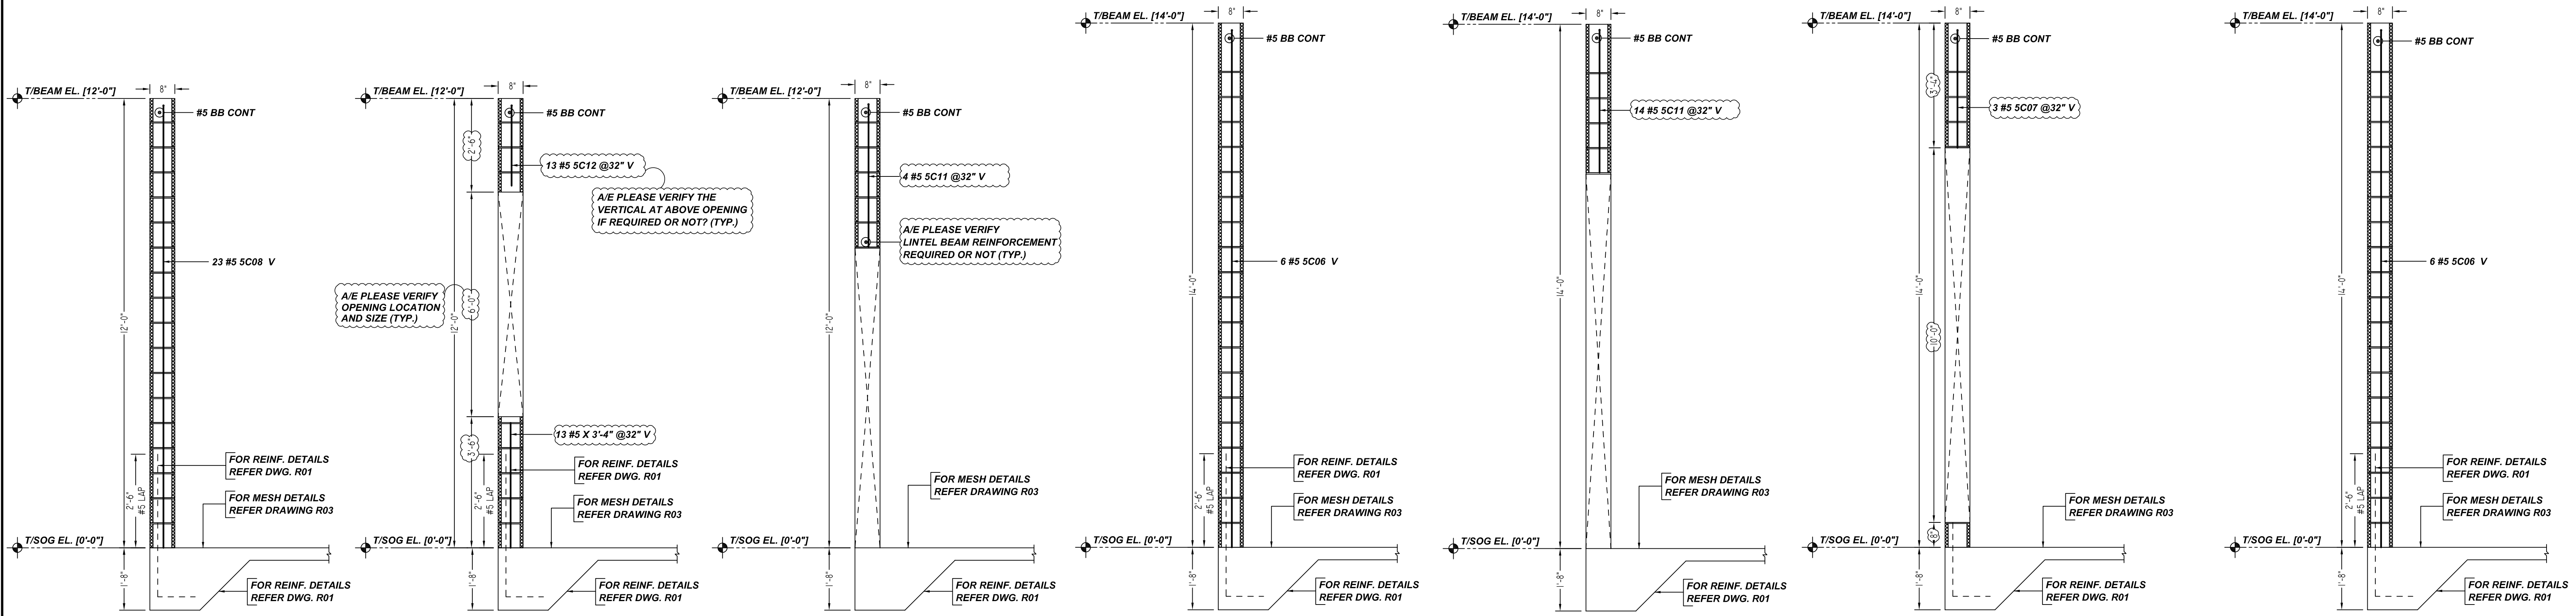 T/BEAM EL. [12'-0"]
8"
#5 BB CONT
23 #5 5C08 V
12'-0"
2'-6"
#5 LAP
FOR REINF. DETAILS
REFER DWG. R01
FOR MESH DETAILS
REFER DRAWING R03
T/SOG EL. [0'-0"]
1'-8"
FOR REINF. DETAILS
REFER DWG. R01
T/BEAM EL. [12'-0"]
8"
#5 BB CONT
2'-6"
13 #5 5C12 @32" V
A/E PLEASE VERIFY THE
VERTICAL AT ABOVE OPENING
IF REQUIRED OR NOT? (TYP.)
A/E PLEASE VERIFY
OPENING LOCATION
AND SIZE (TYP.)
6'-0"
12'-0"
13 #5 X 3'-4" @32" V
3'-6"
2'-6"
#5 LAP
FOR REINF. DETAILS
REFER DWG. R01
FOR MESH DETAILS
REFER DRAWING R03
T/SOG EL. [0'-0"]
1'-8"
FOR REINF. DETAILS
REFER DWG. R01
T/BEAM EL. [12'-0"]
8"
#5 BB CONT
4 #5 5C11 @32" V
A/E PLEASE VERIFY
LINTEL BEAM REINFORCEMENT
REQUIRED OR NOT (TYP.)
12'-0"
FOR MESH DETAILS
REFER DRAWING R03
T/SOG EL. [0'-0"]
1'-8"
FOR REINF. DETAILS
REFER DWG. R01
T/BEAM EL. [14'-0"]
8"
#5 BB CONT
6 #5 5C06 V
14'-0"
2'-6"
#5 LAP
FOR REINF. DETAILS
REFER DWG. R01
FOR MESH DETAILS
REFER DRAWING R03
T/SOG EL. [0'-0"]
1'-8"
FOR REINF. DETAILS
REFER DWG. R01
T/BEAM EL. [14'-0"]
8"
#5 BB CONT
14 #5 5C11 @32" V
14'-0"
FOR MESH DETAILS
REFER DRAWING R03
T/SOG EL. [0'-0"]
1'-8"
FOR REINF. DETAILS
REFER DWG. R01
T/BEAM EL. [14'-0"]
8"
#5 BB CONT
3'-4"
3 #5 5C07 @32" V
14'-0"
10'-0"
8"
FOR MESH DETAILS
REFER DRAWING R03
T/SOG EL. [0'-0"]
1'-8"
FOR REINF. DETAILS
REFER DWG. R01
T/BEAM EL. [14'-0"]
8"
#5 BB CONT
6 #5 5C06 V
14'-0"
2'-6"
#5 LAP
FOR REINF. DETAILS
REFER DWG. R01
FOR MESH DETAILS
REFER DRAWING R03
T/SOG EL. [0'-0"]
1'-8"
FOR REINF. DETAILS
REFER DWG. R01